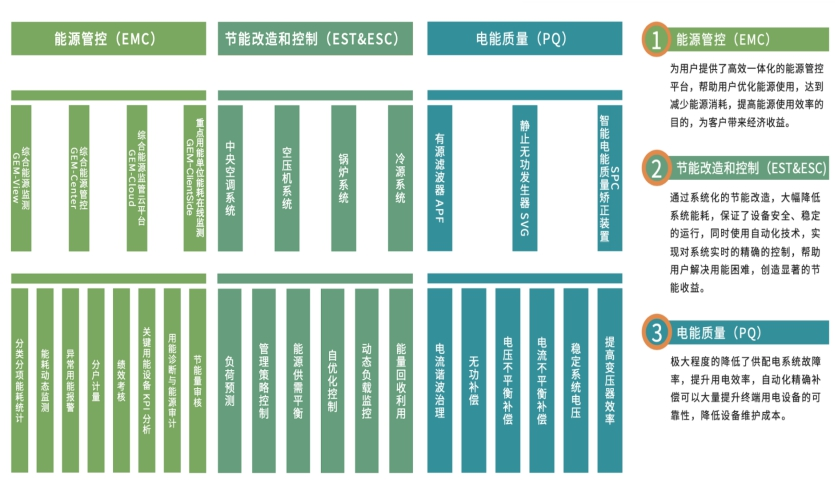 能源管控（EMC）
节能改造和控制（EST&ESC）
电能质量（PQ）
综合能源监测
GEM-View
综合能源管控
GEM-Center
综合能源监管云平台
GEM-Cloud
重点用能单位能耗在线监测
GEM-ClientSide
中央空调系统
空压机系统
锅炉系统
冷源系统
有源滤波器 APF
静止无功发生器 SVG
智能电能质量矫正装置
SPC
分类分项能耗统计
能耗动态监测
异常用能报警
分户计量
绩效考核
关键用能设备 KPI 分析
用能诊断与能源审计
节能量审核
负荷预测
管理策略控制
能源供需平衡
自优化控制
动态负载监控
能量回收利用
电流谐波治理
无功补偿
电压不平衡补偿
电流不平衡补偿
稳定系统电压
提高变压器效率
1 能源管控（EMC）
为用户提供了高效一体化的能源管控
平台，帮助用户优化能源使用，达到
减少能源消耗，提高能源使用效率的
目的，为客户带来经济收益。
2 节能改造和控制（EST&ESC）
通过系统化的节能改造，大幅降低
系统能耗，保证了设备安全、稳定
的运行，同时使用自动化技术，实
现对系统实时的精确的控制，帮助
用户解决用能困难，创造显著的节
能收益。
3 电能质量（PQ）
极大程度的降低了供配电系统故障
率，提升用电效率，自动化精确补
偿可以大量提升终端用电设备的可
靠性，降低设备维护成本。